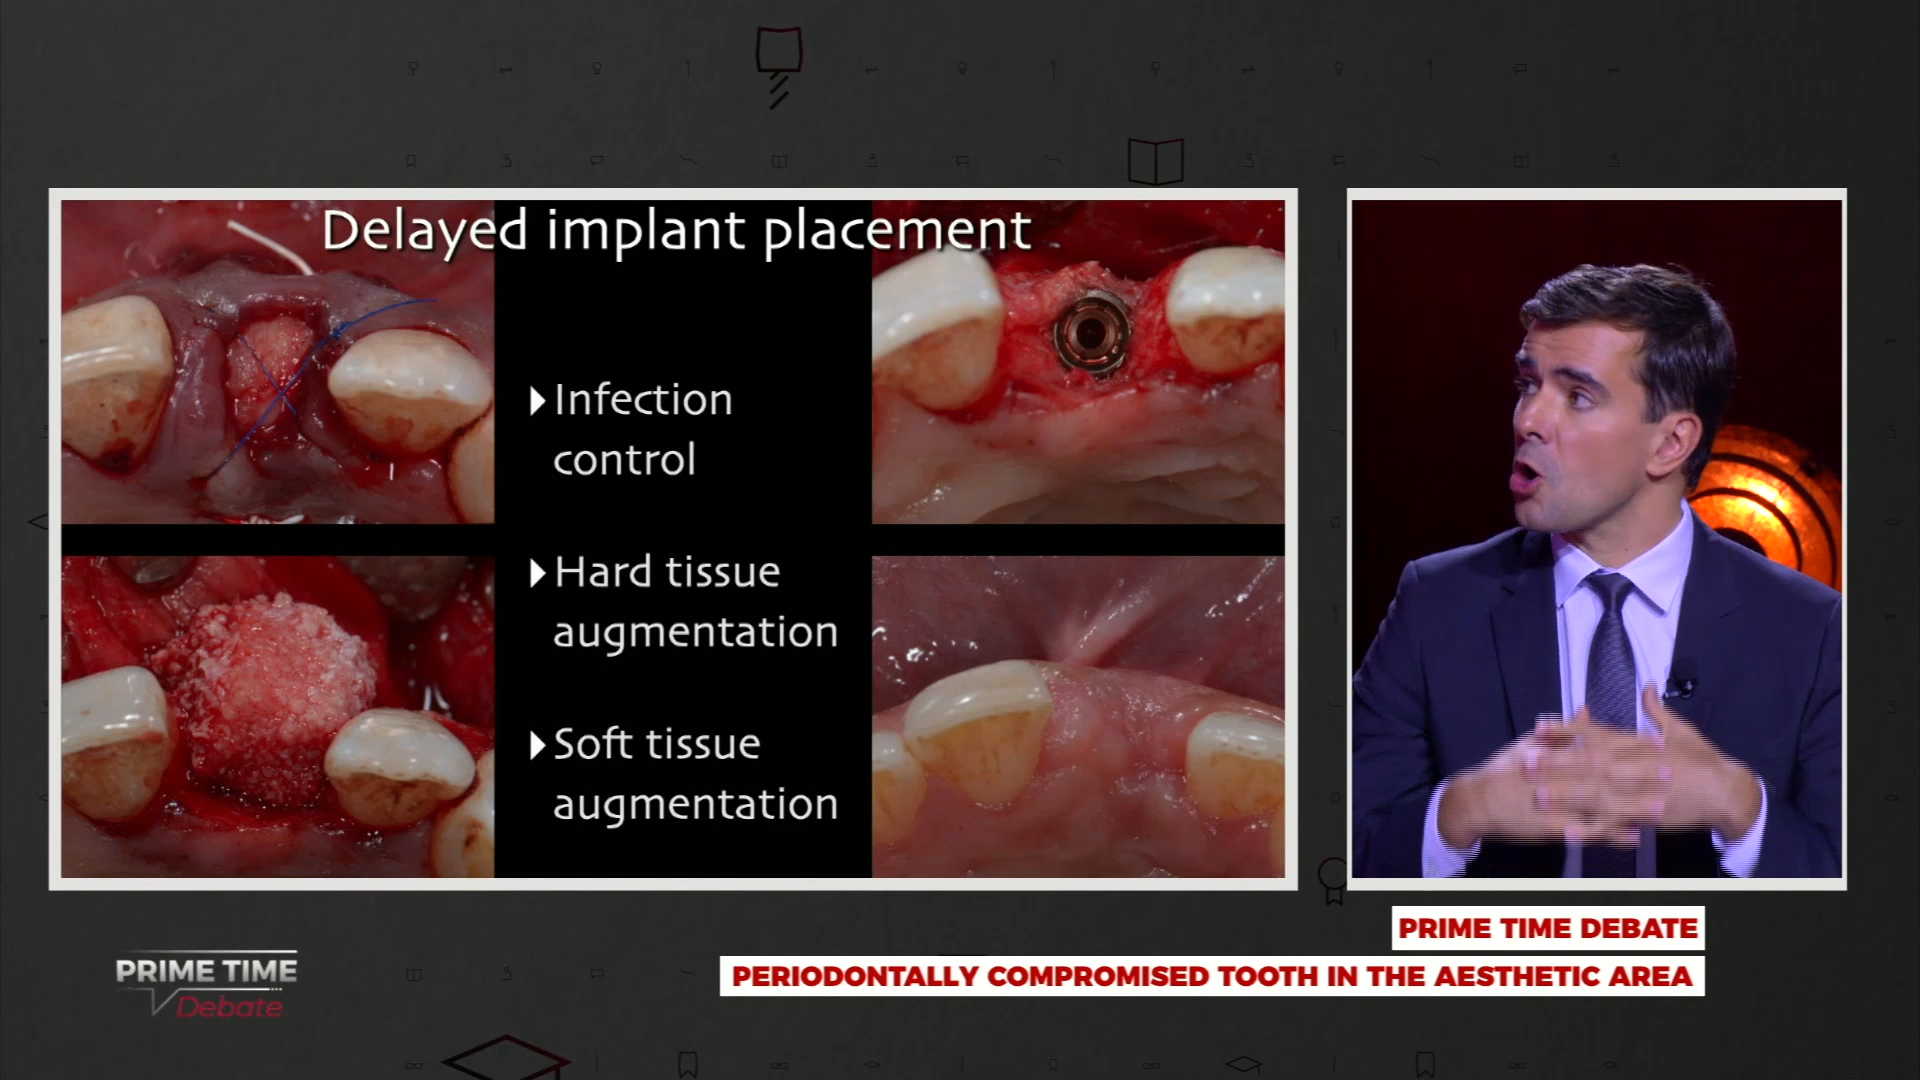 Delayed implant placement
Infection
control
Hard tissue
augmentation
Soft tissue
augmentation
PRIME TIME DEBATE
PERIODONTALLY COMPROMISED TOOTH IN THE AESTHETIC AREA
PRIME TIME
Debate